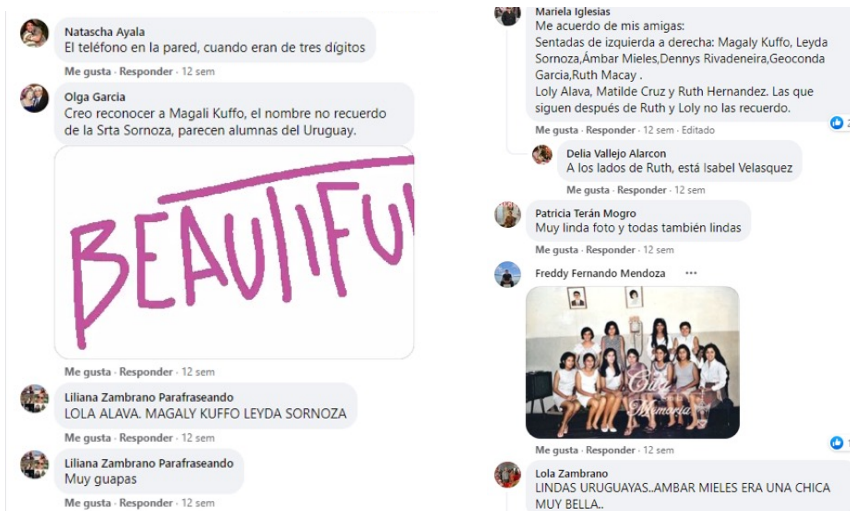 Natascha Ayala
El teléfono en la pared, cuando eran de tres dígitos
Me gusta · Responder · 12 sem
Olga Garcia
Creo reconocer a Magali Kuffo, el nombre no recuerdo
de la Srta Sornoza, parecen alumnas del Uruguay.
BEAUTIFU
Me gusta · Responder · 12 sem
Liliana Zambrano Parafraseando
LOLA ALAVA. MAGALY KUFFO LEYDA SORNOZA
Me gusta · Responder · 12 sem
Liliana Zambrano Parafraseando
Muy guapas
Me gusta · Responder · 12 sem
Mariela Iglesias
Me acuerdo de mis amigas:
Sentadas de izquierda a derecha: Magaly Kuffo, Leyda
Sornoza,Ámbar Mieles,Dennys Rivadeneira,Geoconda
Garcia,Ruth Macay .
Loly Alava, Matilde Cruz y Ruth Hernandez. Las que
siguen después de Ruth y Loly no las recuerdo.
Me gusta · Responder · 12 sem · Editado
Delia Vallejo Alarcon
A los lados de Ruth, está Isabel Velasquez
Me gusta · Responder · 12 sem
Patricia Terán Mogro
Muy linda foto y todas también lindas
Me gusta · Responder · 12 sem
Freddy Fernando Mendoza
Memoria
Me gusta · Responder · 12 sem
Lola Zambrano
LINDAS URUGUAYAS..AMBAR MIELES ERA UNA CHICA
MUY BELLA..